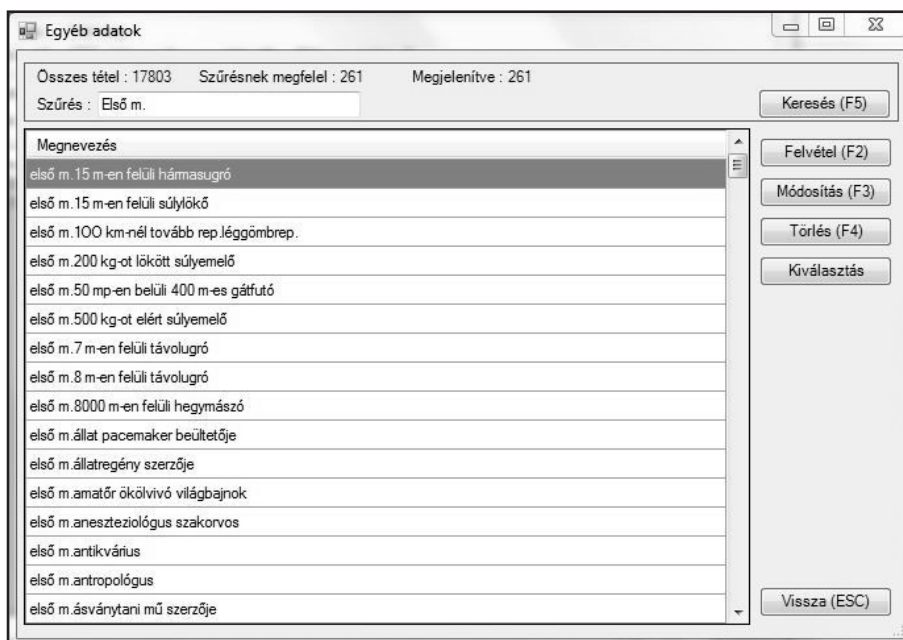 Egyéb adatok
Összes tétel : 17803 Szűrésnek megfelel : 261 Megjelenítve : 261
Szűrés : Első m. Keresés (F5)
Megnevezés
Felvétel (F2)
első m.15 m-en felüli hármasugró
Módosítás (F3)
első m.15 m-en felüli súlylökő
első m.1OO km-nél tovább rep.léggömbrep.
Törlés (F4)
első m.200 kg-ot lökött súlyemelő
Kiválasztás
első m.50 mp-en belüli 400 m-es gátfutó
első m.500 kg-ot elért súlyemelő
első m.7 m-en felüli távolugró
első m.8 m-en felüli távolugró
első m.8000 m-en felüli hegymászó
első m.állat pacemaker beültetője
első m.állatregény szerzője
első m.amatőr ökölvivó világbajnok
első m.aneszteziológus szakorvos
első m.antikvárius
első m.antropológus
első m.ásványtani mű szerzője
Vissza (ESC)